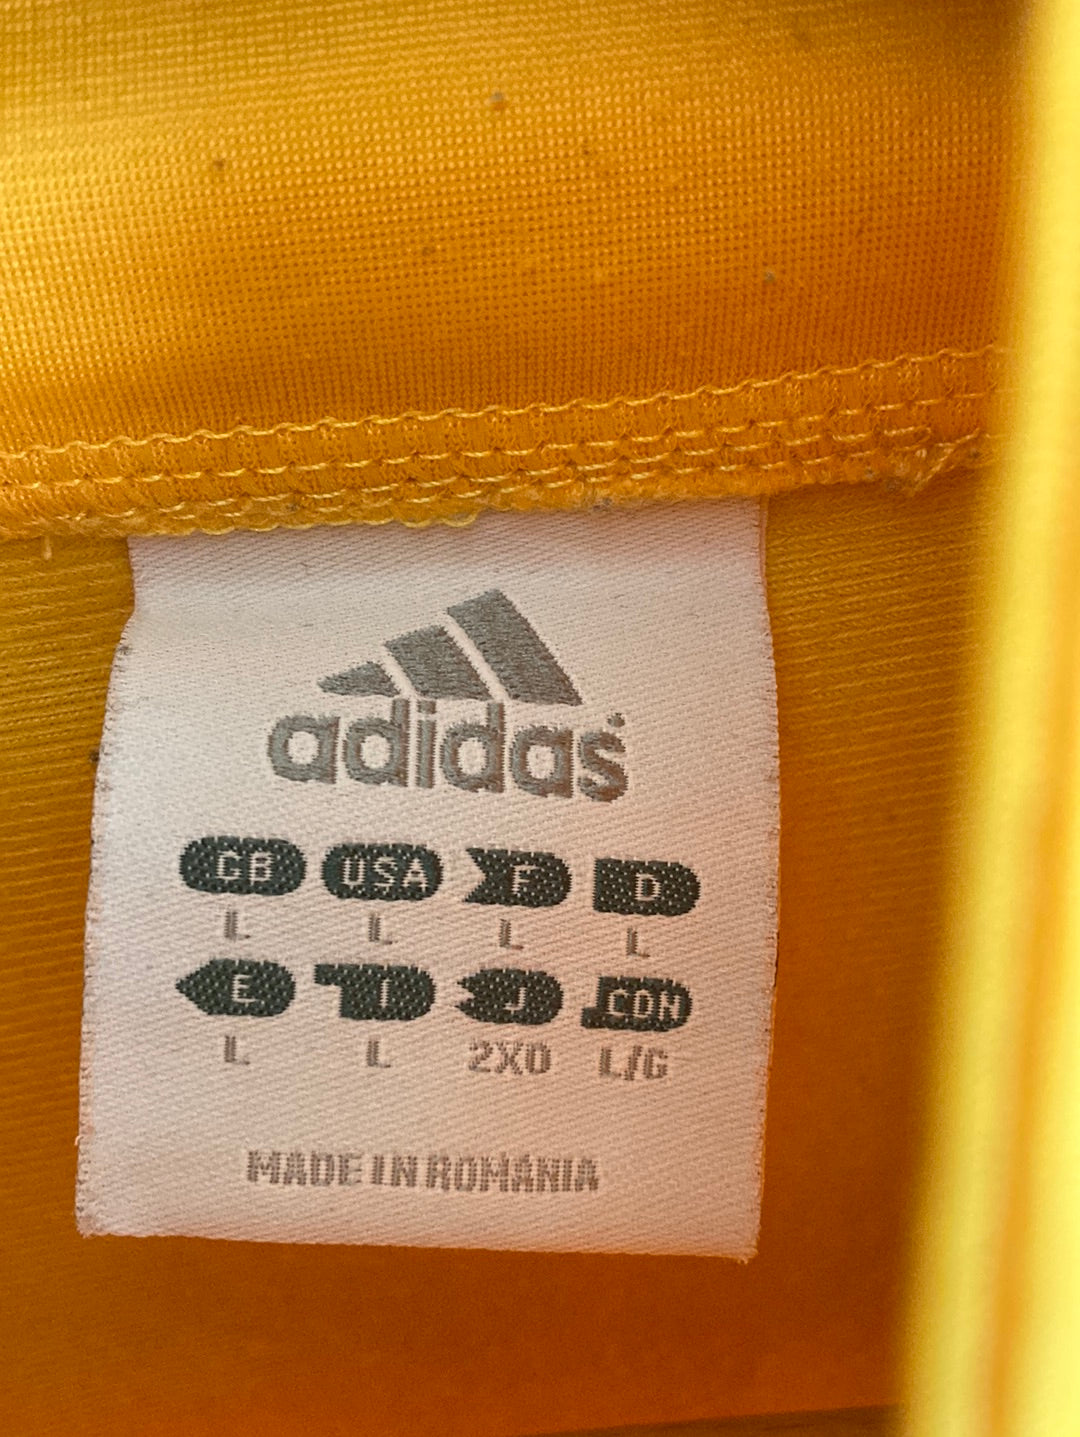 adidas
GB USA F D
L L L L
E I J CDN
L L 2XO L/G
MADE IN ROMANIA